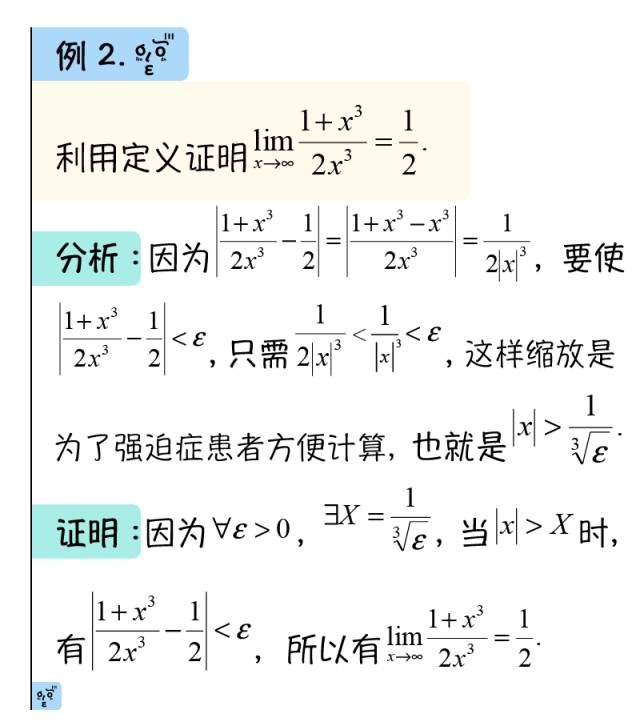 例 2.
利用定义证明 lim_{x→∞} (1+x³)/(2x³) = 1/2.
分析：因为 |(1+x³)/(2x³) − 1/2| = |(1+x³−x³)/(2x³)| = 1/(2|x|³)，要使
|(1+x³)/(2x³) − 1/2| < ε，只需 1/(2|x|³) < 1/|x|³ < ε，这样缩放是
为了强迫症患者方便计算，也就是 |x| > 1/∛ε.
证明：因为 ∀ε>0，∃X = 1/∛ε，当 |x| > X 时，
有 |(1+x³)/(2x³) − 1/2| < ε，所以有 lim_{x→∞} (1+x³)/(2x³) = 1/2.